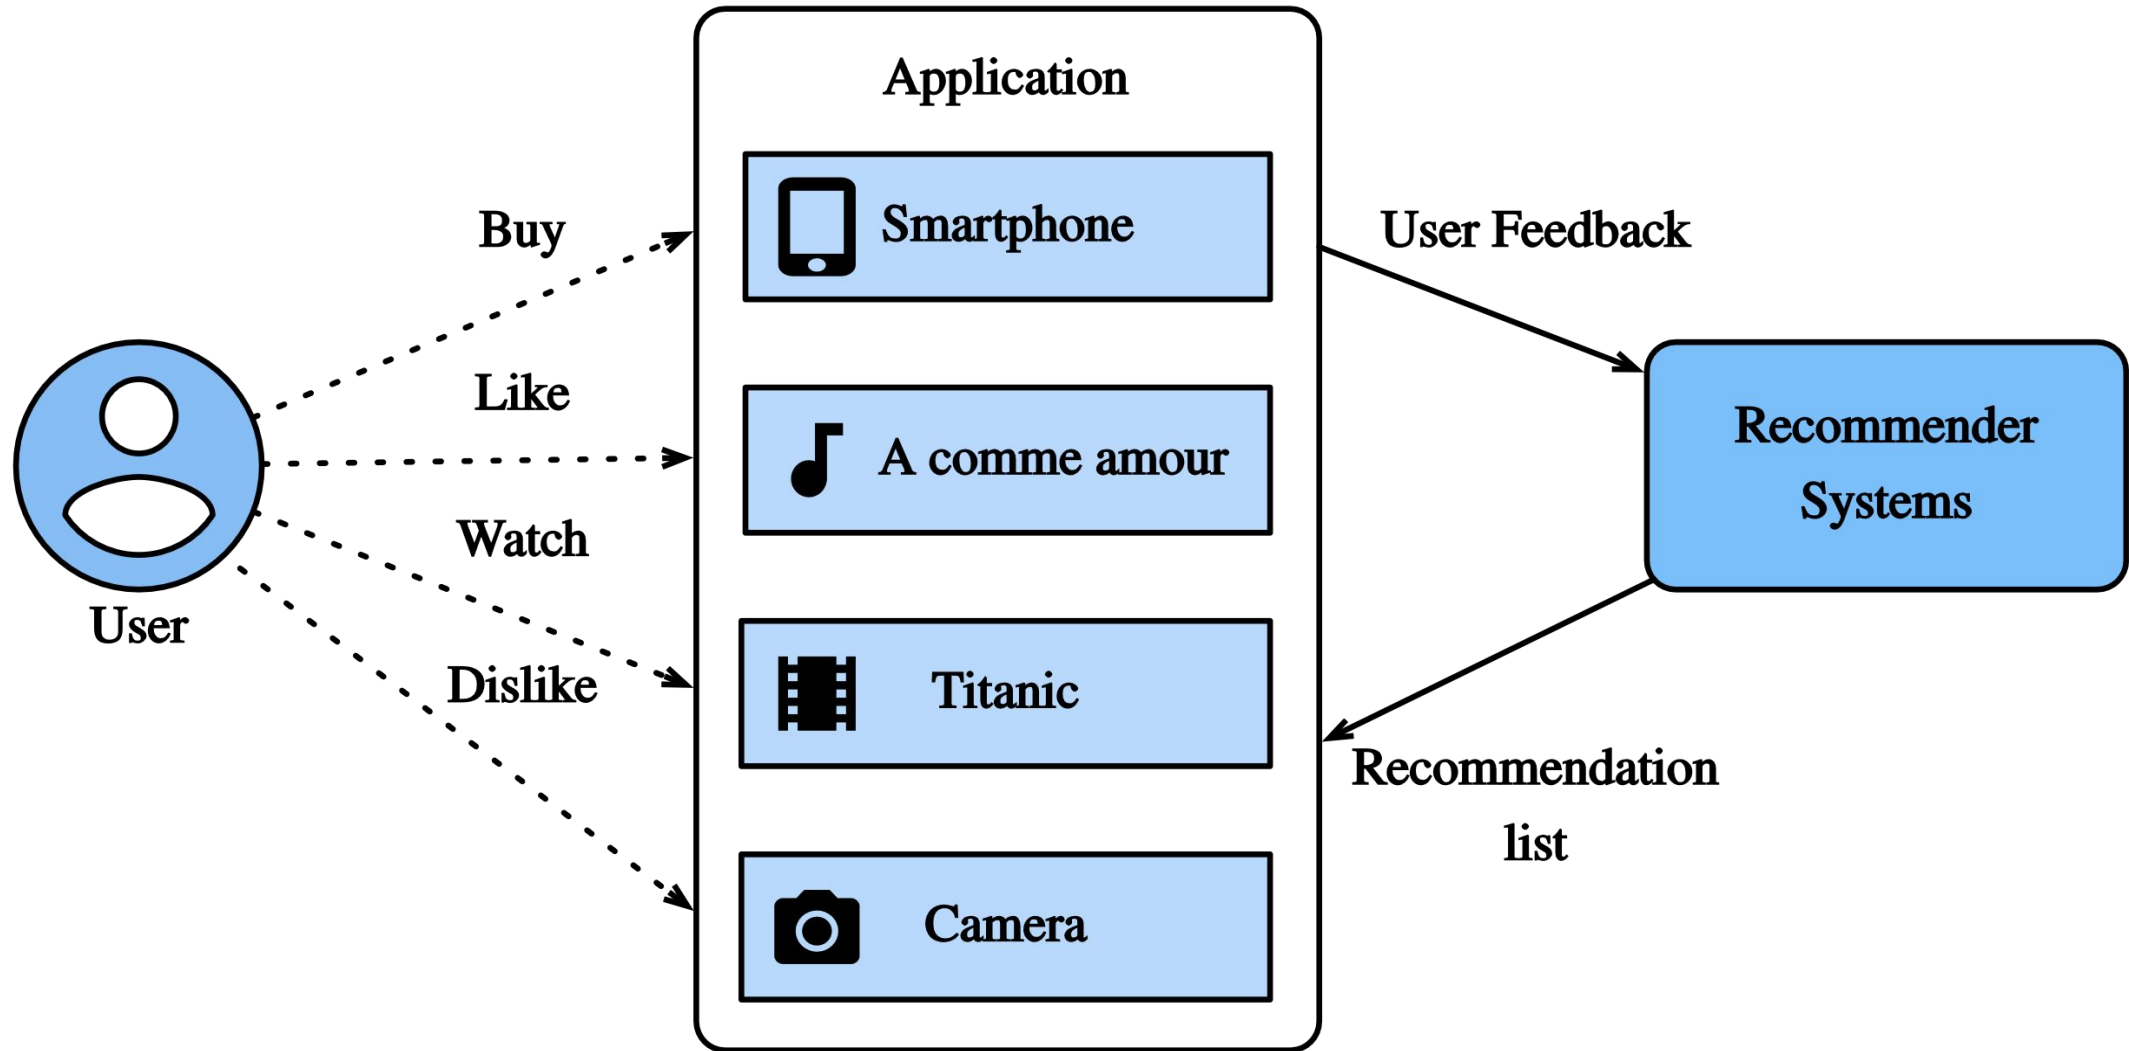 Application
Buy
Smartphone
User Feedback
Like
A comme amour
Recommender
Systems
Watch
User
Dislike
Titanic
Recommendation
list
Camera